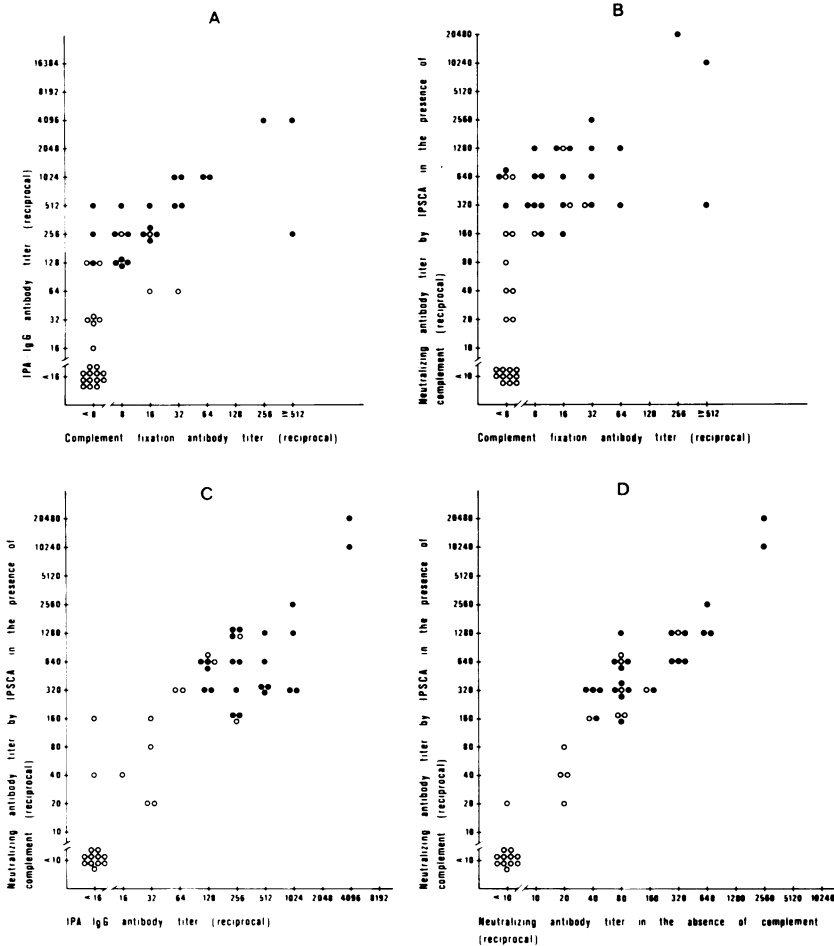 A
IPA IgG antibody titer (reciprocal)
16384
8192
4096
2048
1024
512
256
128
64
32
16
<16
<8 8 16 32 64 128 256 ≥512
Complement fixation antibody titer (reciprocal)
B
Neutralizing antibody titer by IPSCA in the presence of
complement (reciprocal)
20480
10240
5120
2560
1280
640
320
160
80
40
20
10
<10
<8 8 16 32 64 128 256 ≥512
Complement fixation antibody titer (reciprocal)
C
Neutralizing antibody titer by IPSCA in the presence of
complement (reciprocal)
20480
10240
5120
2560
1280
640
320
160
80
40
20
10
<10
<16 16 32 64 128 256 512 1024 2048 4096 8192
IPA IgG antibody titer (reciprocal)
D
Neutralizing antibody titer by IPSCA in the presence of
complement (reciprocal)
20480
10240
5120
2560
1280
640
320
160
80
40
20
10
<10
<10 10 20 40 80 160 320 640 1280 2560 5120 10240
Neutralizing antibody titer in the absence of complement
(reciprocal)